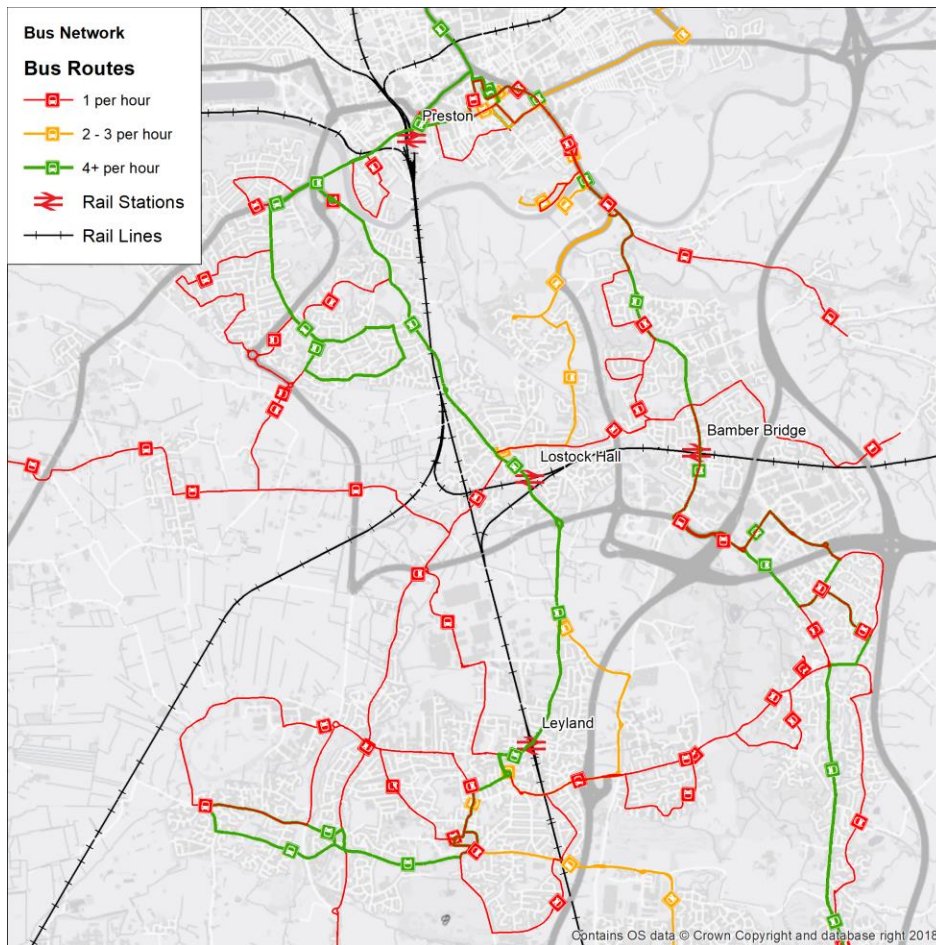 Bus Network
Bus Routes
1 per hour
2 - 3 per hour
4+ per hour
Rail Stations
Rail Lines
Preston
Bamber Bridge
Lostock Hall
Leyland
Contains OS data © Crown Copyright and database right 2018